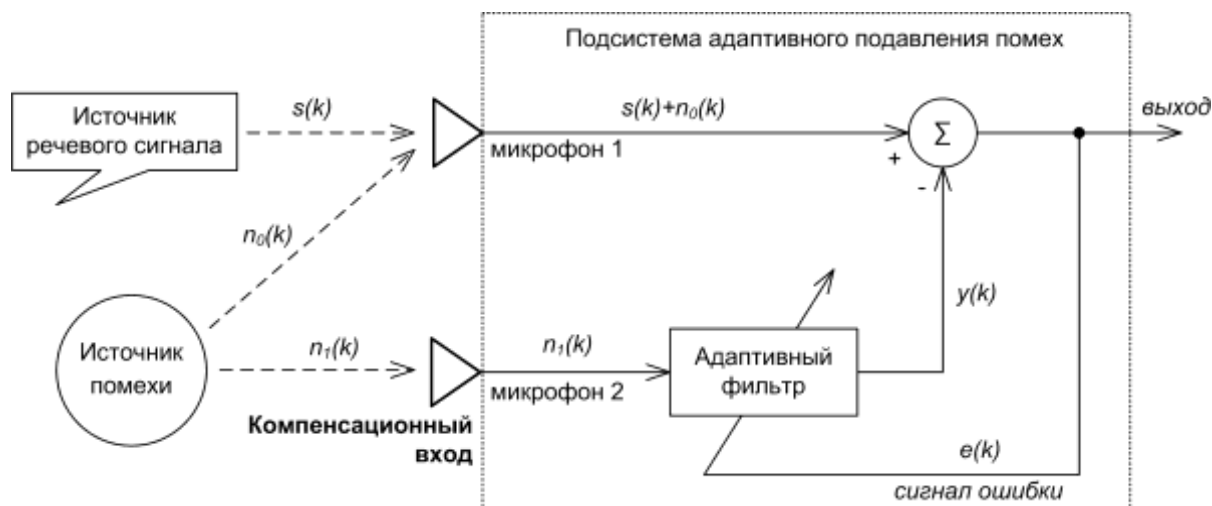 Подсистема адаптивного подавления помех
Источник
речевого сигнала
s(k)
s(k)+n₀(k)
выход
микрофон 1
Σ
+
-
n₀(k)
y(k)
Источник
помехи
n₁(k)
n₁(k)
Адаптивный
фильтр
микрофон 2
Компенсационный
вход
e(k)
сигнал ошибки